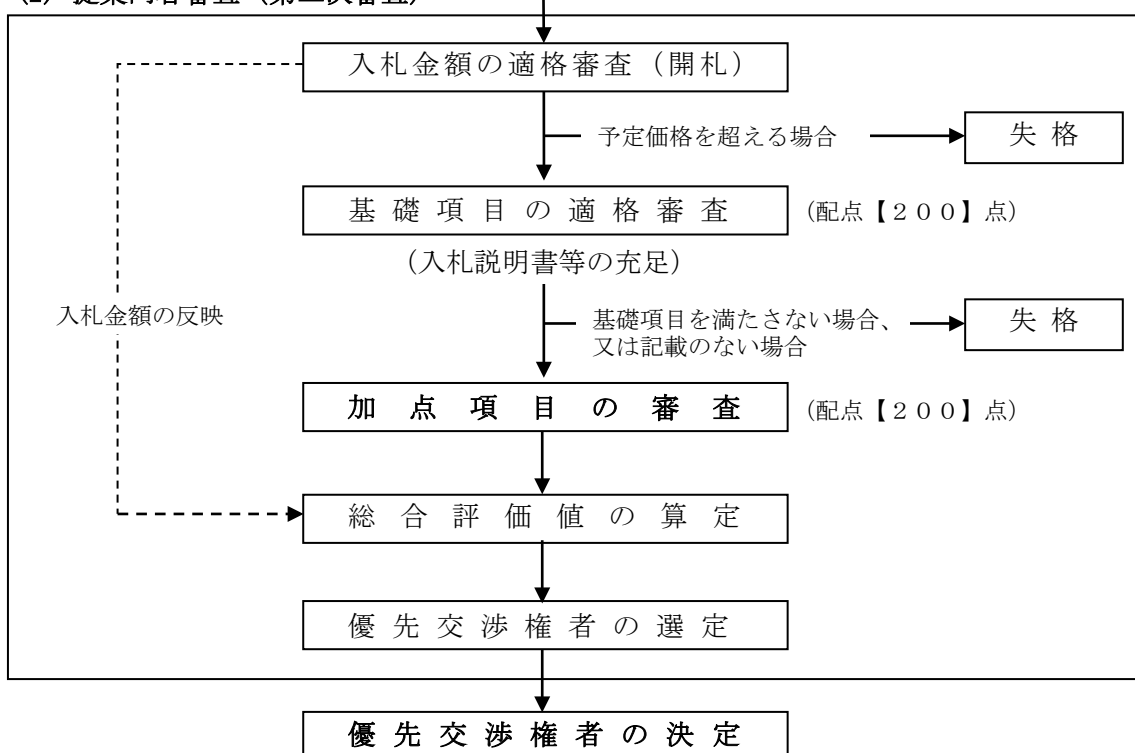 入札金額の適格審査（開札）
予定価格を超える場合
失格
基礎項目の適格審査
（配点【２００】点）
（入札説明書等の充足）
入札金額の反映
基礎項目を満たさない場合、
又は記載のない場合
失格
加点項目の審査
（配点【２００】点）
総合評価値の算定
優先交渉権者の選定
優先交渉権者の決定